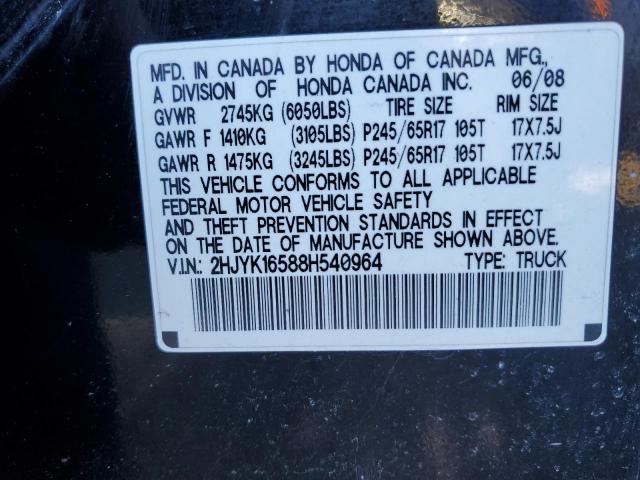 MFD. IN CANADA BY HONDA OF CANADA MFG.,
A DIVISION OF HONDA CANADA INC. 06/08
GVWR 2745KG (6050LBS) TIRE SIZE RIM SIZE
GAWR F 1410KG (3105LBS) P245/65R17 105T 17X7.5J
GAWR R 1475KG (3245LBS) P245/65R17 105T 17X7.5J
THIS VEHICLE CONFORMS TO ALL APPLICABLE
FEDERAL MOTOR VEHICLE SAFETY
AND THEFT PREVENTION STANDARDS IN EFFECT
ON THE DATE OF MANUFACTURE SHOWN ABOVE.
V.I.N.: 2HJYK16588H540964 TYPE: TRUCK